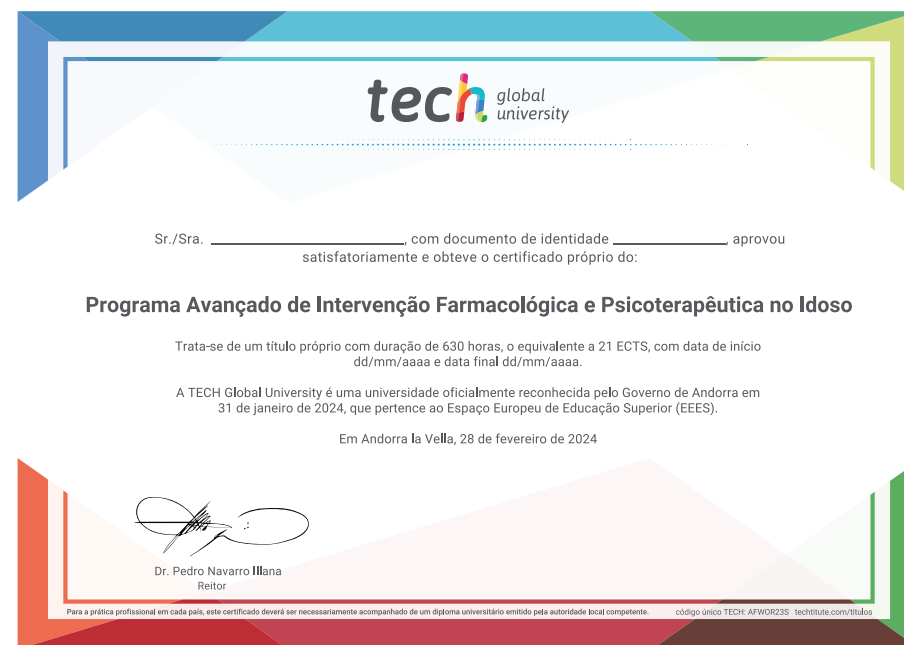 tech global university
Sr./Sra. ____________________, com documento de identidade ____________, aprovou
satisfatoriamente e obteve o certificado próprio do:
Programa Avançado de Intervenção Farmacológica e Psicoterapêutica no Idoso
Trata-se de um título próprio com duração de 630 horas, o equivalente a 21 ECTS, com data de início
dd/mm/aaaa e data final dd/mm/aaaa.
A TECH Global University é uma universidade oficialmente reconhecida pelo Governo de Andorra em
31 de janeiro de 2024, que pertence ao Espaço Europeu de Educação Superior (EEES).
Em Andorra la Vella, 28 de fevereiro de 2024
Dr. Pedro Navarro Illana
Reitor
Para a prática profissional em cada país, este certificado deverá ser necessariamente acompanhado de um diploma universitário emitido pela autoridade local competente. código único TECH: AFWOR23S techtitute.com/titulos